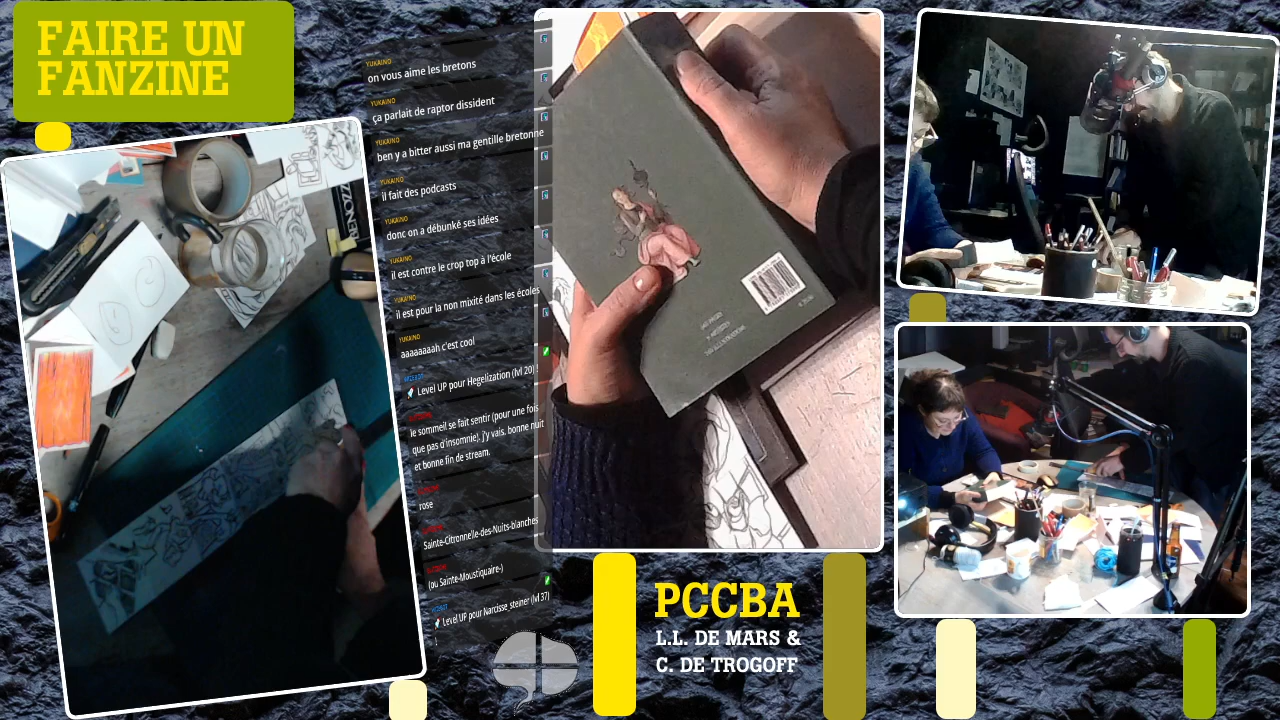 FAIRE UN
FANZINE
YUKAINO
on vous aime les bretons
YUKAINO
ça parlait de raptor dissident
YUKAINO
ben y a bitter aussi ma gentille bretonne
YUKAINO
il fait des podcasts
YUKAINO
donc on a débunké ses idées
YUKAINO
il est contre le crop top à l'école
YUKAINO
il est pour la non mixité dans les écoles
YUKAINO
aaaaaaaah c'est cool
Level UP pour Hegelization (lvl 20) !
le sommeil se fait sentir (pour une fois
que pas d'insomnie). J'y vais, bonne nuit
et bonne fin de stream.
rose
Sainte-Citronnelle-des-Nuits-blanches
(ou Sainte-Moustiquaire-)
Level UP pour Narcisse_steiner (lvl 37)
!
PCCBA
L.L. DE MARS &
C. DE TROGOFF